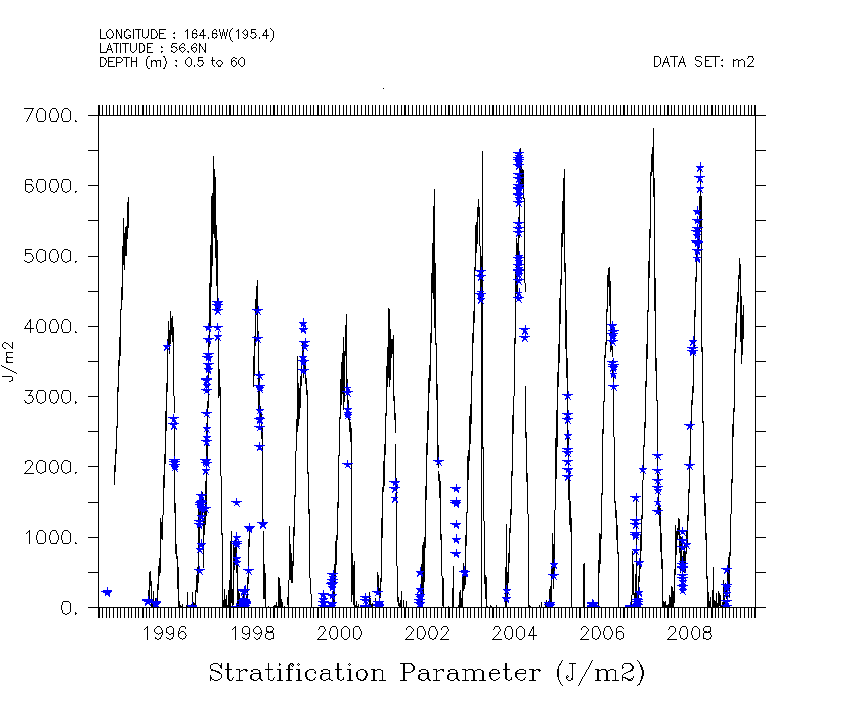 LONGITUDE : 164.6W(195.4)
LATITUDE : 56.6N
DEPTH (m) : 0.5 to 60
DATA SET: m2
7000.
6000.
5000.
4000.
3000.
2000.
1000.
0.
J/m2
1996 1998 2000 2002 2004 2006 2008
Stratification Parameter (J/m2)